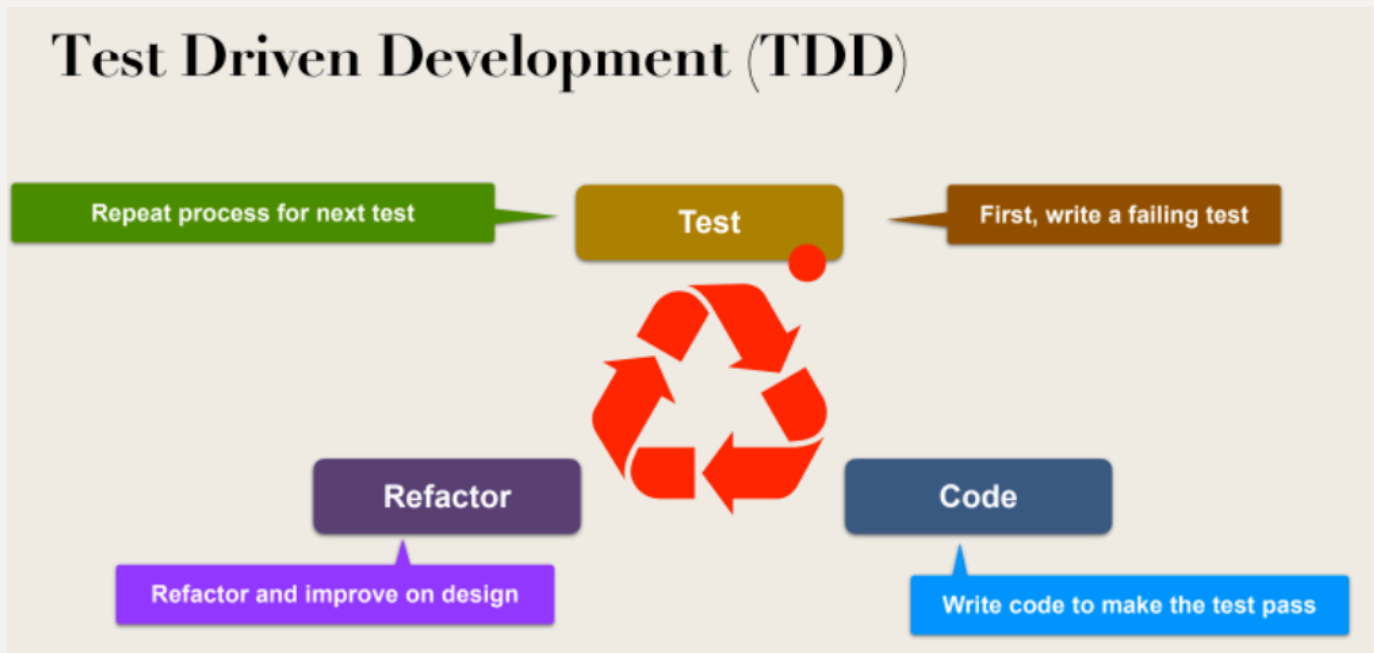 Test Driven Development (TDD)
Repeat process for next test
Test
First, write a failing test
Refactor
Code
Refactor and improve on design
Write code to make the test pass